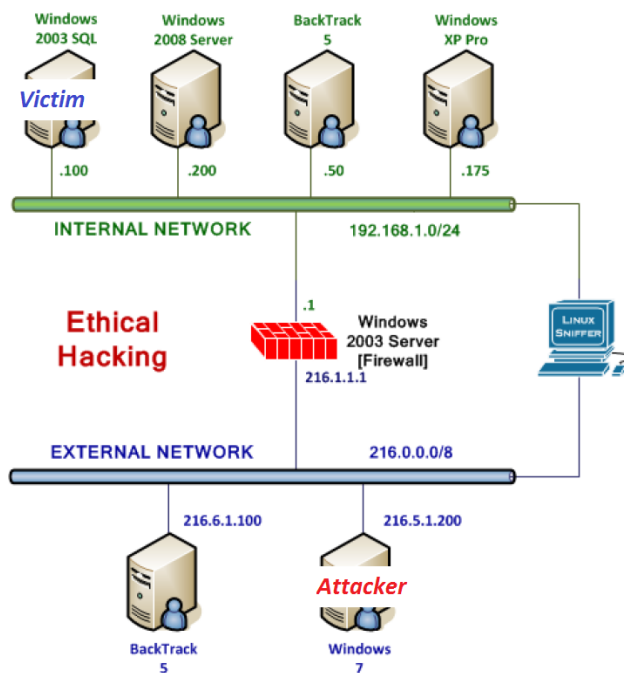 Windows
2003 SQL
Windows
2008 Server
BackTrack
5
Windows
XP Pro
Victim
.100
.200
.50
.175
INTERNAL NETWORK
192.168.1.0/24
Ethical
Hacking
.1
Windows
2003 Server
[Firewall]
216.1.1.1
LINUX
SNIFFER
EXTERNAL NETWORK
216.0.0.0/8
216.6.1.100
216.5.1.200
Attacker
BackTrack
5
Windows
7